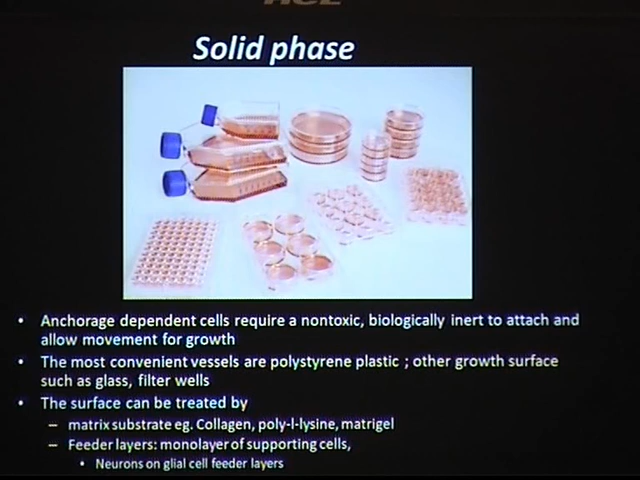 Solid phase
• Anchorage dependent cells require a nontoxic, biologically inert to attach and
allow movement for growth
• The most convenient vessels are polystyrene plastic ; other growth surface
such as glass, filter wells
• The surface can be treated by
– matrix substrate eg. Collagen, poly-l-lysine, matrigel
– Feeder layers: monolayer of supporting cells,
• Neurons on glial cell feeder layers